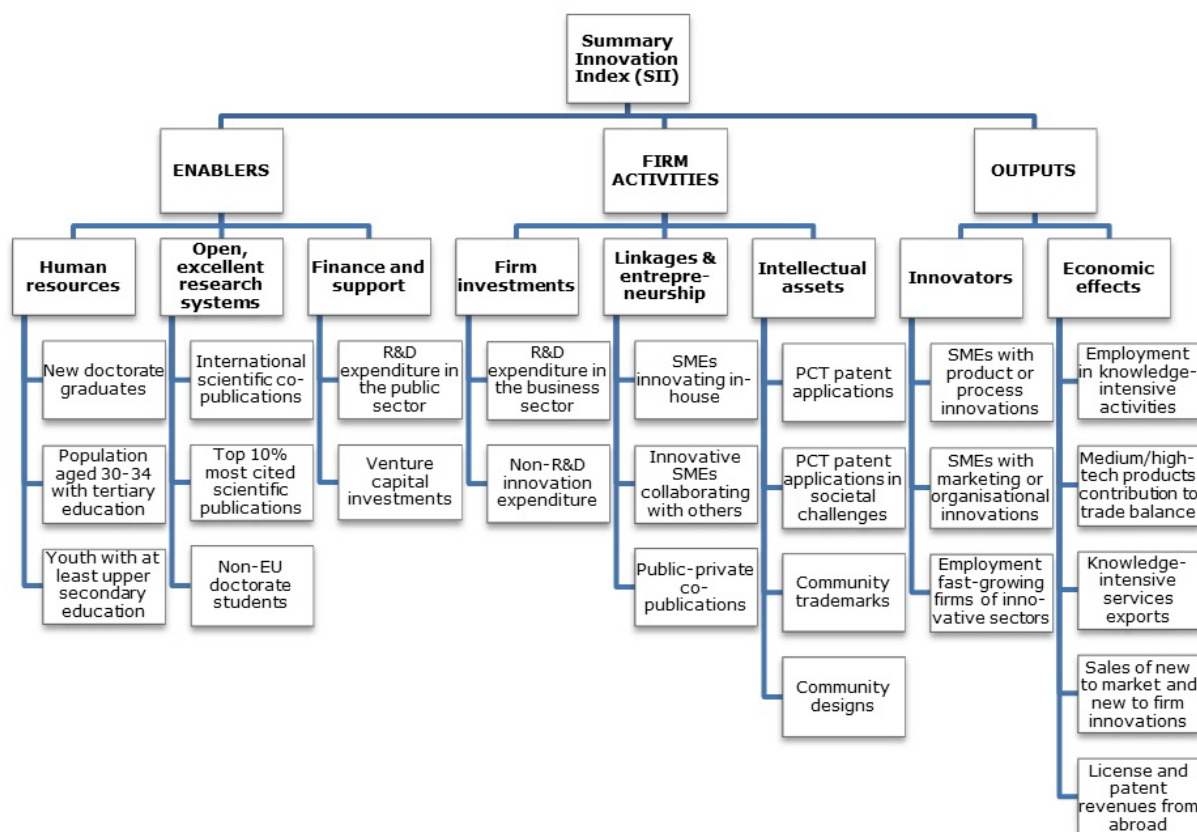 Summary
Innovation
Index (SII)
ENABLERS
FIRM
ACTIVITIES
OUTPUTS
Human
resources
Open,
excellent
research
systems
Finance and
support
Firm
investments
Linkages &
entrepre-
neurship
Intellectual
assets
Innovators
Economic
effects
New doctorate
graduates
International
scientific co-
publications
R&D
expenditure in
the public
sector
R&D
expenditure in
the business
sector
SMEs
innovating in-
house
PCT patent
applications
SMEs with
product or
process
innovations
Employment
in knowledge-
intensive
activities
Population
aged 30-34
with tertiary
education
Top 10%
most cited
scientific
publications
Venture
capital
investments
Non-R&D
innovation
expenditure
Innovative
SMEs
collaborating
with others
PCT patent
applications in
societal
challenges
SMEs with
marketing or
organisational
innovations
Medium/high-
tech products
contribution to
trade balance
Youth with at
least upper
secondary
education
Non-EU
doctorate
students
Public-private
co-
publications
Community
trademarks
Employment
fast-growing
firms of inno-
vative sectors
Knowledge-
intensive
services
exports
Community
designs
Sales of new
to market and
new to firm
innovations
License and
patent
revenues from
abroad